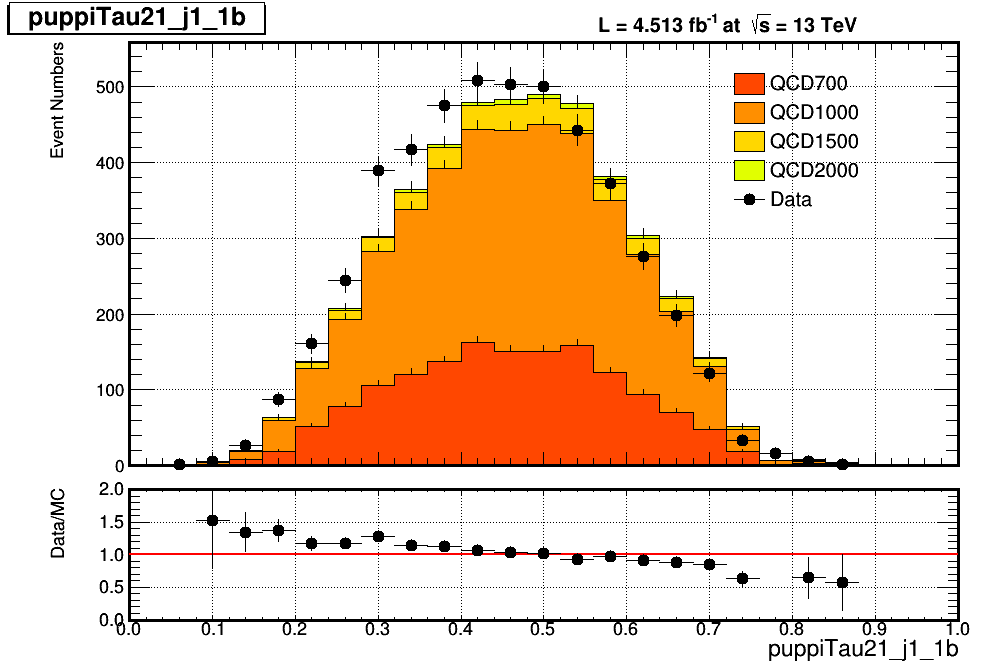 puppiTau21_j1_1b
L = 4.513 fb⁻¹ at √s = 13 TeV
Event Numbers
500
400
300
200
100
0
QCD700
QCD1000
QCD1500
QCD2000
Data
Data/MC
2.0
1.5
1.0
0.5
0.0
0.0 0.1 0.2 0.3 0.4 0.5 0.6 0.7 0.8 0.9 1.0
puppiTau21_j1_1b